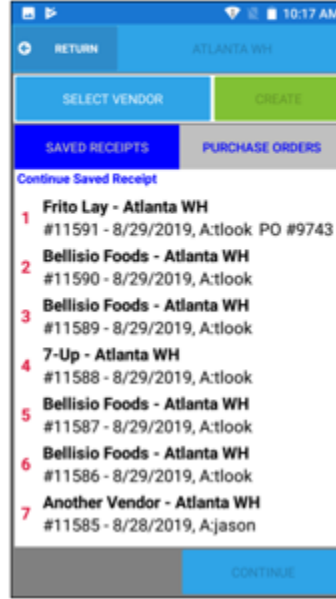 10:17 AM
RETURN
ATLANTA WH
SELECT VENDOR
CREATE
SAVED RECEIPTS
PURCHASE ORDERS
Continue Saved Receipt
1
Frito Lay - Atlanta WH
#11591 - 8/29/2019, A:tlook PO #9743
2
Bellisio Foods - Atlanta WH
#11590 - 8/29/2019, A:tlook
3
Bellisio Foods - Atlanta WH
#11589 - 8/29/2019, A:tlook
4
7-Up - Atlanta WH
#11588 - 8/29/2019, A:tlook
5
Bellisio Foods - Atlanta WH
#11587 - 8/29/2019, A:tlook
6
Bellisio Foods - Atlanta WH
#11586 - 8/29/2019, A:tlook
7
Another Vendor - Atlanta WH
#11585 - 8/28/2019, A:jason
CONTINUE